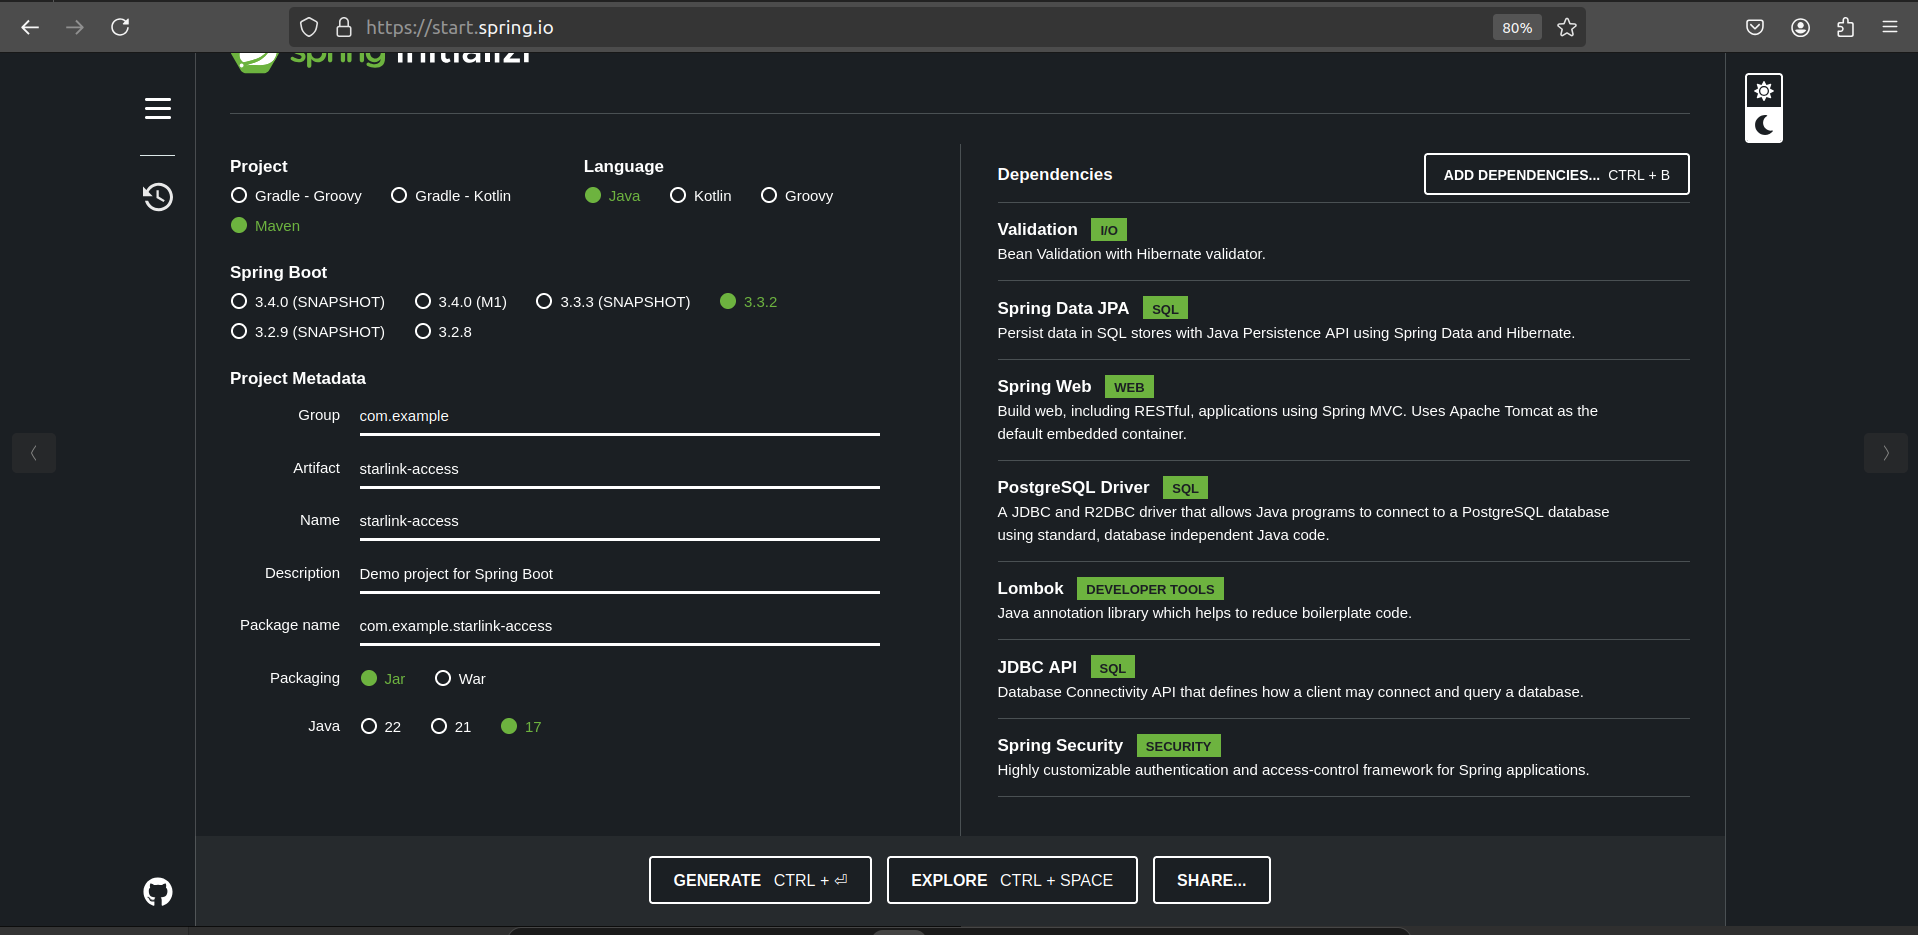 https://start.spring.io
80%
spring initializr
Project
Gradle - Groovy
Gradle - Kotlin
Maven
Language
Java
Kotlin
Groovy
Spring Boot
3.4.0 (SNAPSHOT)
3.4.0 (M1)
3.3.3 (SNAPSHOT)
3.3.2
3.2.9 (SNAPSHOT)
3.2.8
Project Metadata
Group com.example
Artifact starlink-access
Name starlink-access
Description Demo project for Spring Boot
Package name com.example.starlink-access
Packaging Jar War
Java 22 21 17
Dependencies
ADD DEPENDENCIES... CTRL + B
Validation I/O
Bean Validation with Hibernate validator.
Spring Data JPA SQL
Persist data in SQL stores with Java Persistence API using Spring Data and Hibernate.
Spring Web WEB
Build web, including RESTful, applications using Spring MVC. Uses Apache Tomcat as the
default embedded container.
PostgreSQL Driver SQL
A JDBC and R2DBC driver that allows Java programs to connect to a PostgreSQL database
using standard, database independent Java code.
Lombok DEVELOPER TOOLS
Java annotation library which helps to reduce boilerplate code.
JDBC API SQL
Database Connectivity API that defines how a client may connect and query a database.
Spring Security SECURITY
Highly customizable authentication and access-control framework for Spring applications.
GENERATE CTRL + ⏎
EXPLORE CTRL + SPACE
SHARE...